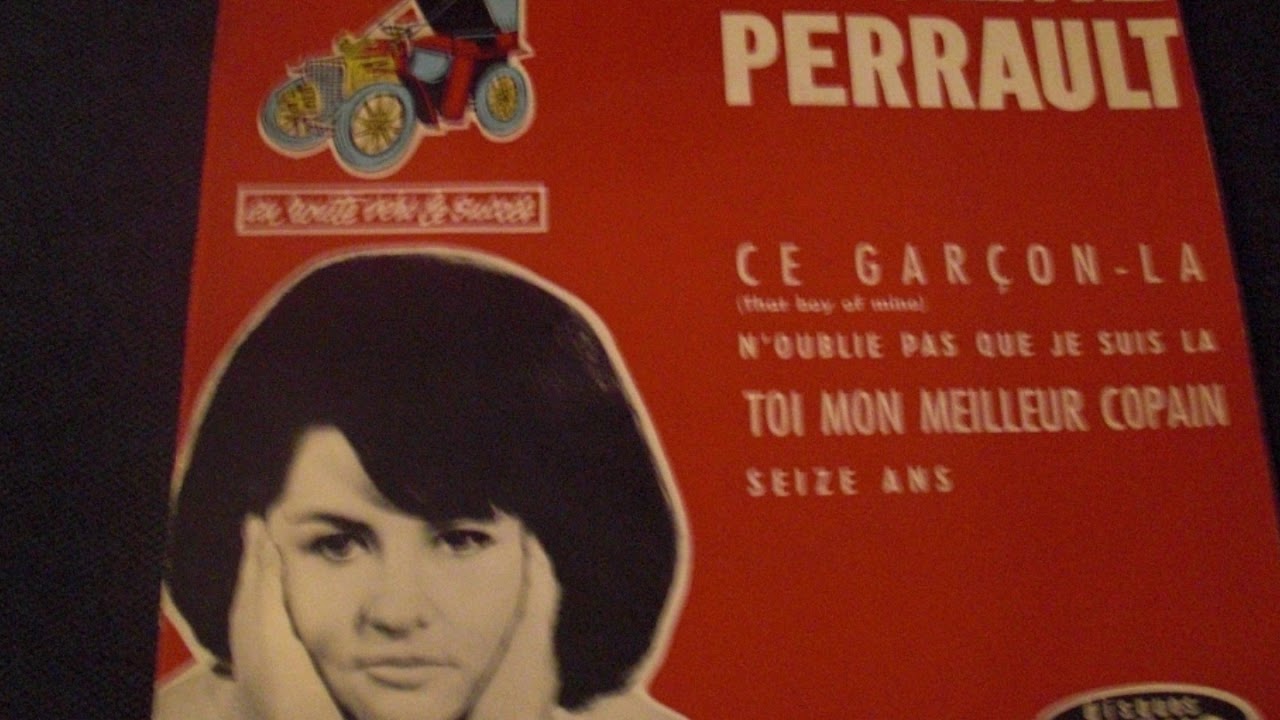 PERRAULT
en route vers le succès
CE GARÇON-LA
(that boy of mine)
N'OUBLIE PAS QUE JE SUIS LA
TOI MON MEILLEUR COPAIN
SEIZE ANS
DISQUES